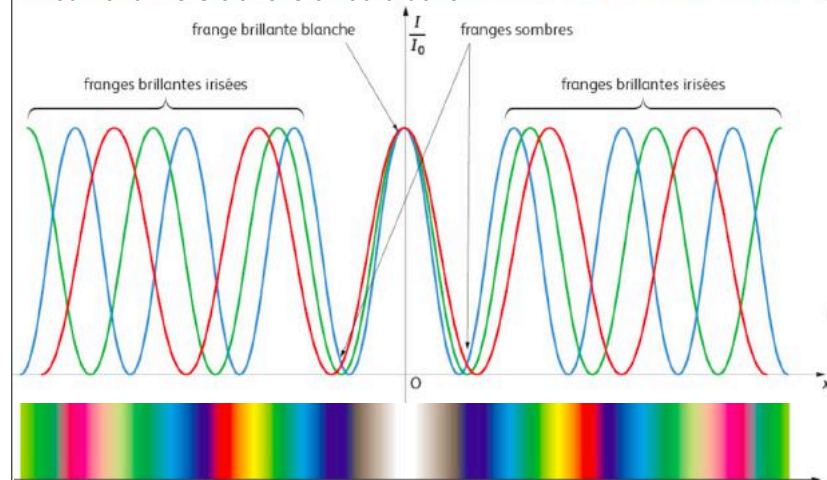 frange brillante blanche
I
I₀
franges sombres
franges brillantes irisées
franges brillantes irisées
O
x